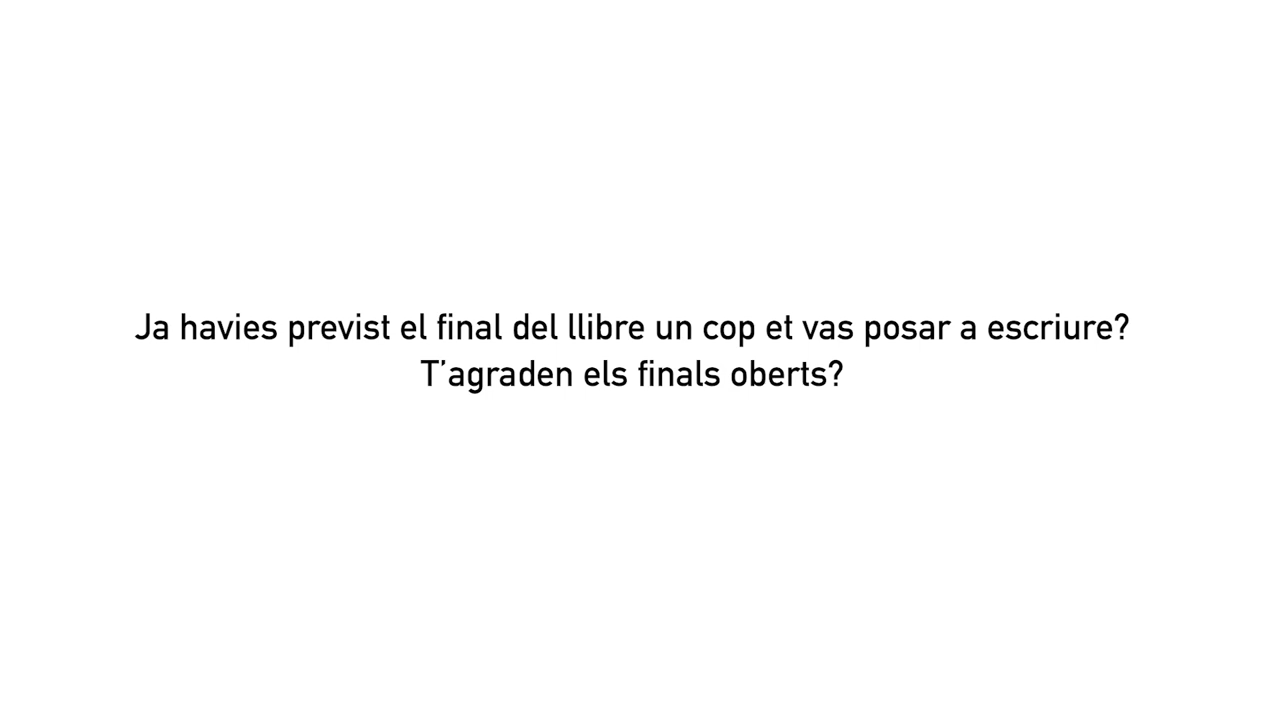 Ja havies previst el final del llibre un cop et vas posar a escriure?
T’agraden els finals oberts?